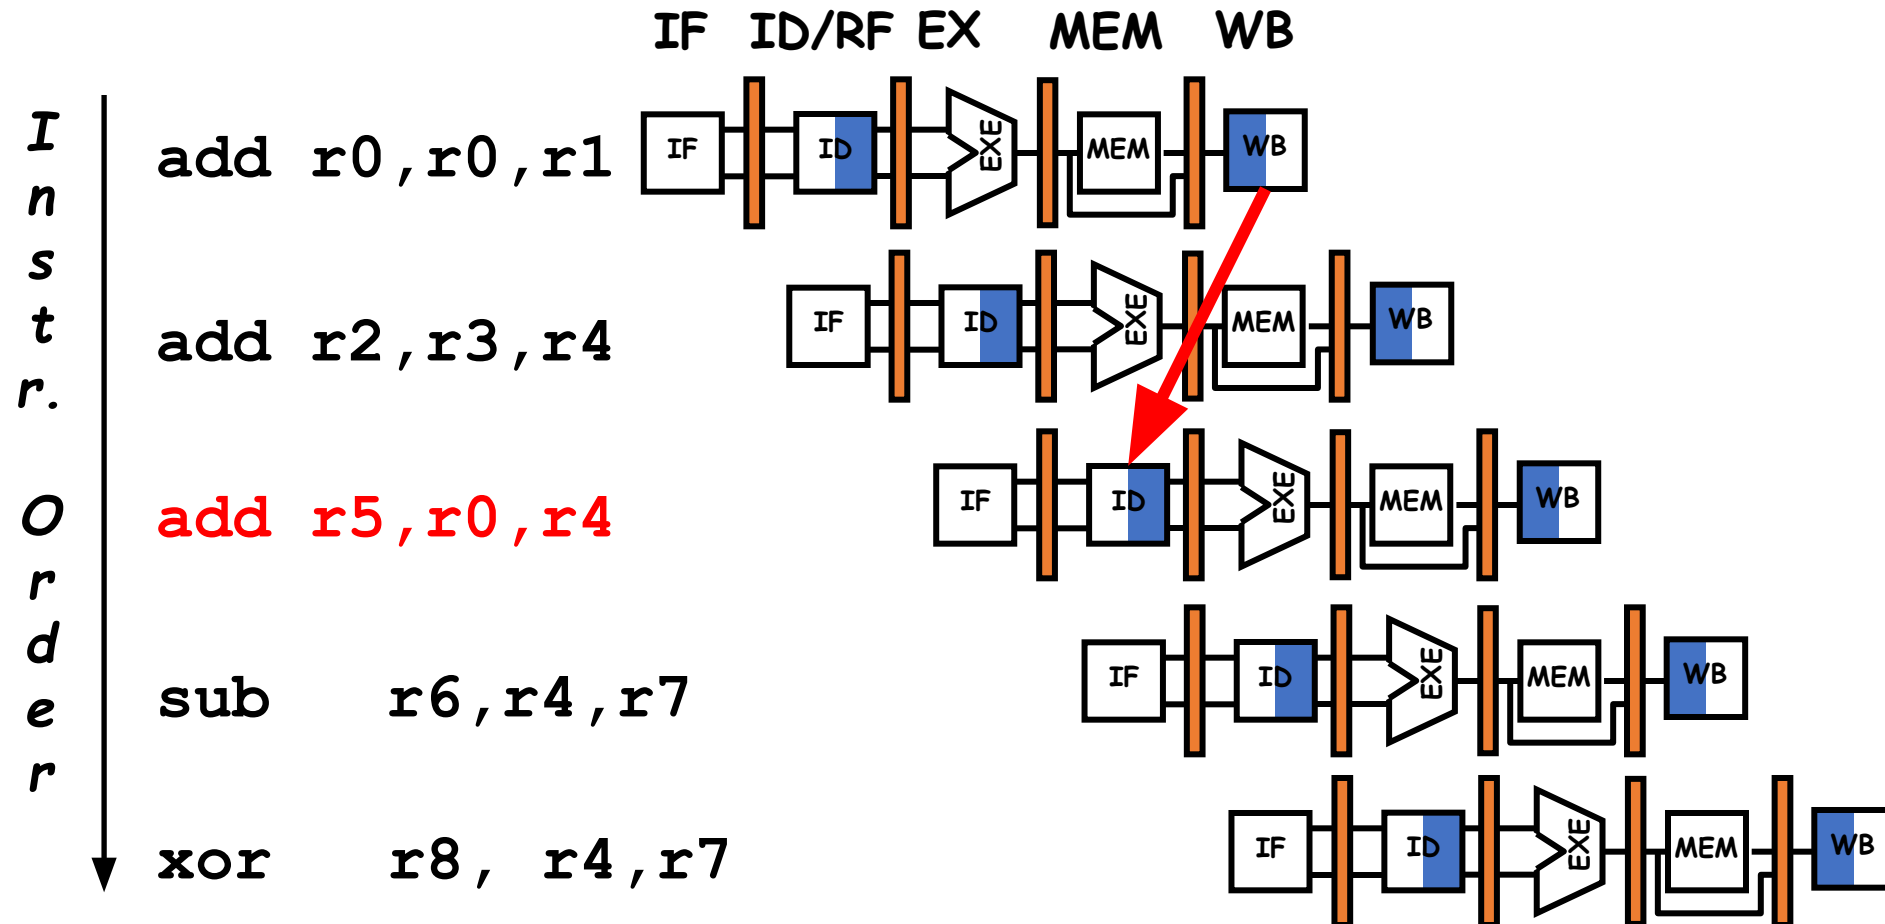 IF ID/RF EX MEM WB
Instr. Order
add r0,r0,r1 IF ID EXE MEM WB
add r2,r3,r4 IF ID EXE MEM WB
add r5,r0,r4 IF ID EXE MEM WB
sub r6,r4,r7 IF ID EXE MEM WB
xor r8, r4,r7 IF ID EXE MEM WB